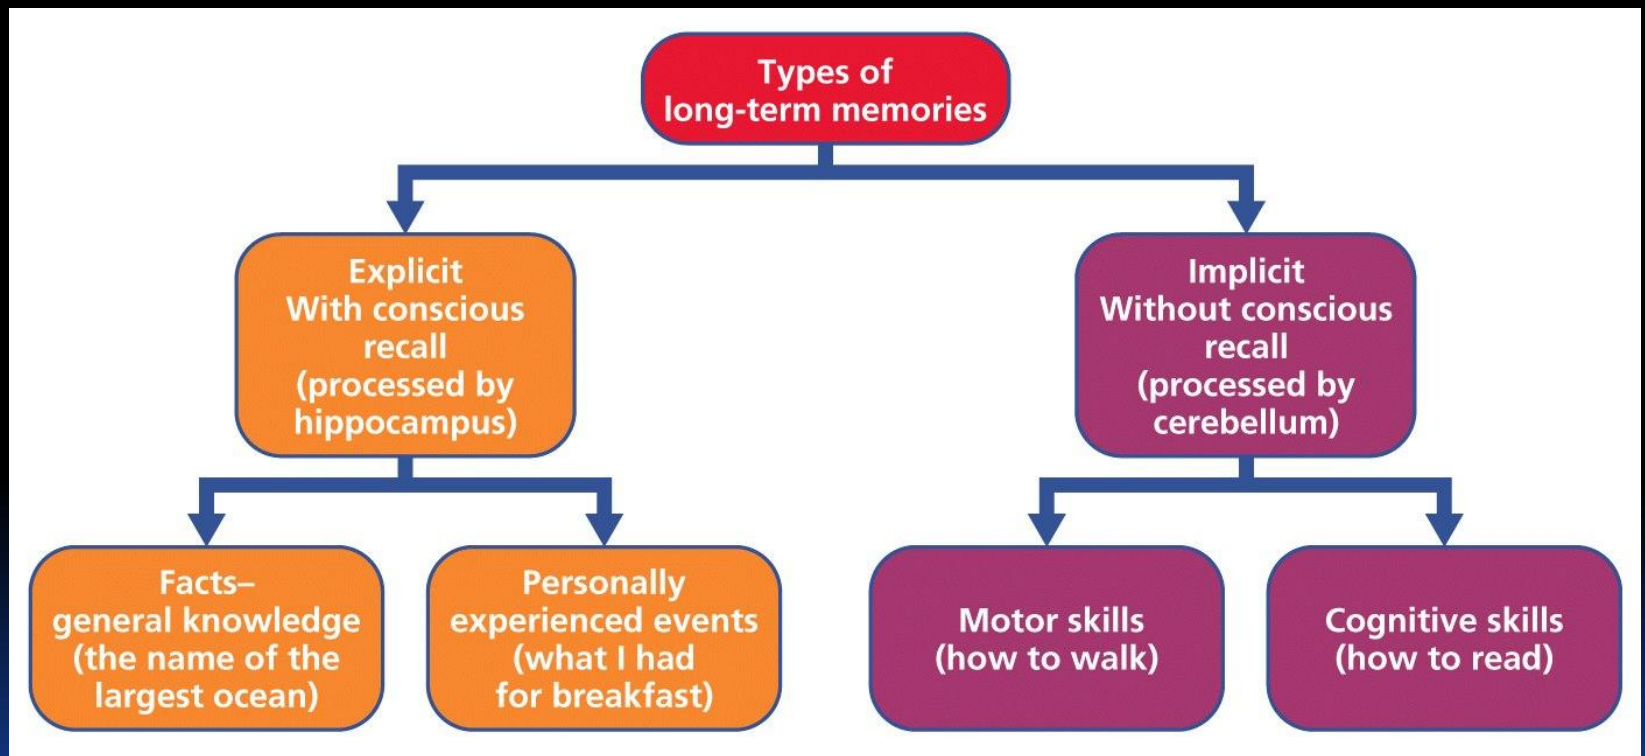 Types of
long-term memories
Explicit
With conscious
recall
(processed by
hippocampus)
Implicit
Without conscious
recall
(processed by
cerebellum)
Facts–
general knowledge
(the name of the
largest ocean)
Personally
experienced events
(what I had
for breakfast)
Motor skills
(how to walk)
Cognitive skills
(how to read)